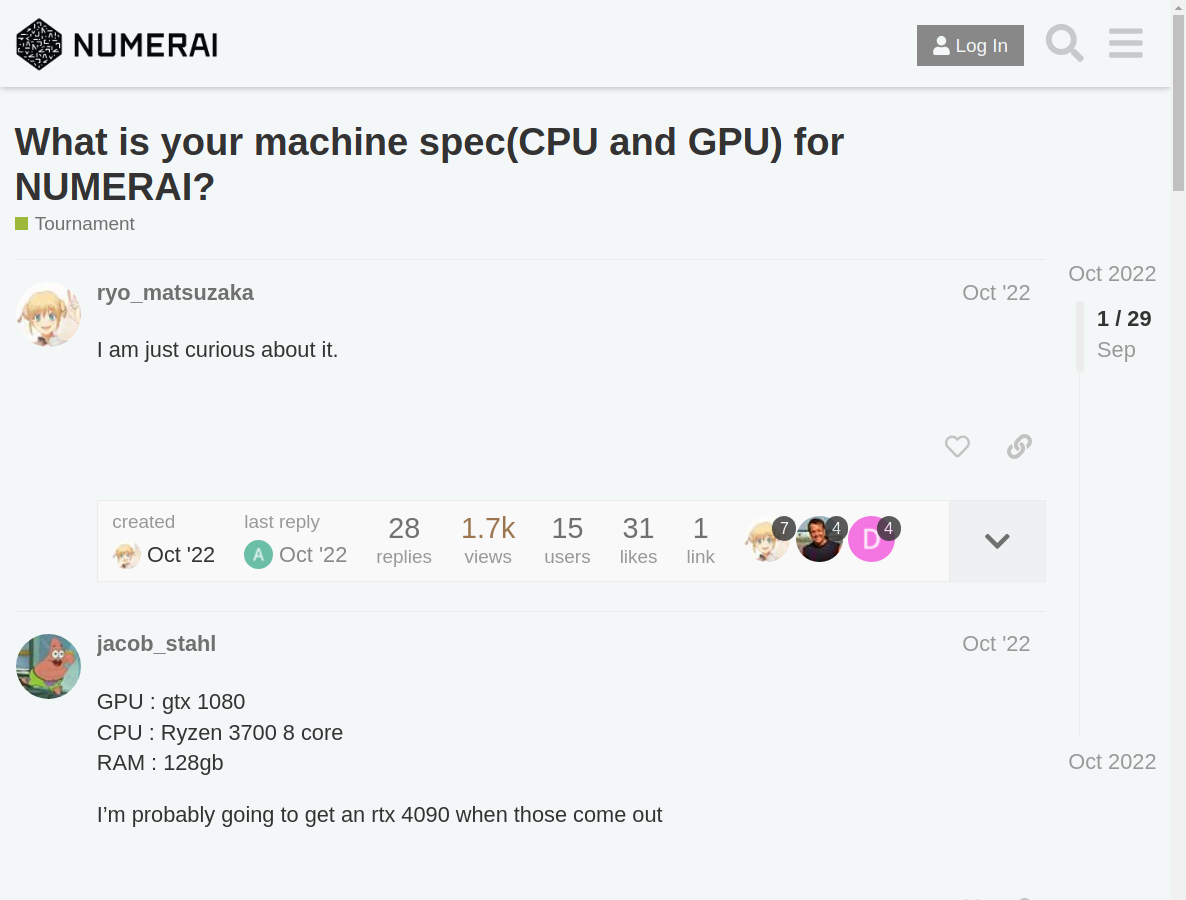 NUMERAI
Log In
What is your machine spec(CPU and GPU) for
NUMERAI?
Tournament
Oct 2022
1 / 29
Sep
Oct 2022
ryo_matsuzaka
Oct '22
I am just curious about it.
created
Oct '22
last reply
A
Oct '22
28
replies
1.7k
views
15
users
31
likes
1
link
7
4
D
4
jacob_stahl
Oct '22
GPU : gtx 1080
CPU : Ryzen 3700 8 core
RAM : 128gb
I’m probably going to get an rtx 4090 when those come out